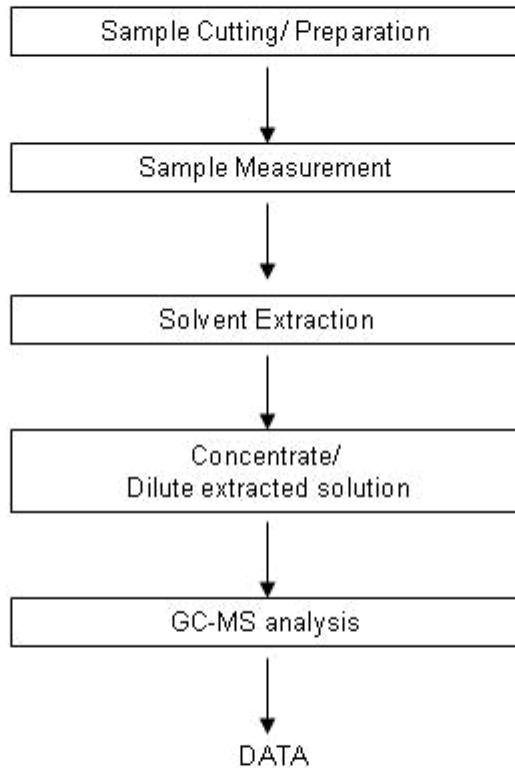 Sample Cutting/ Preparation
Sample Measurement
Solvent Extraction
Concentrate/
Dilute extracted solution
GC-MS analysis
DATA